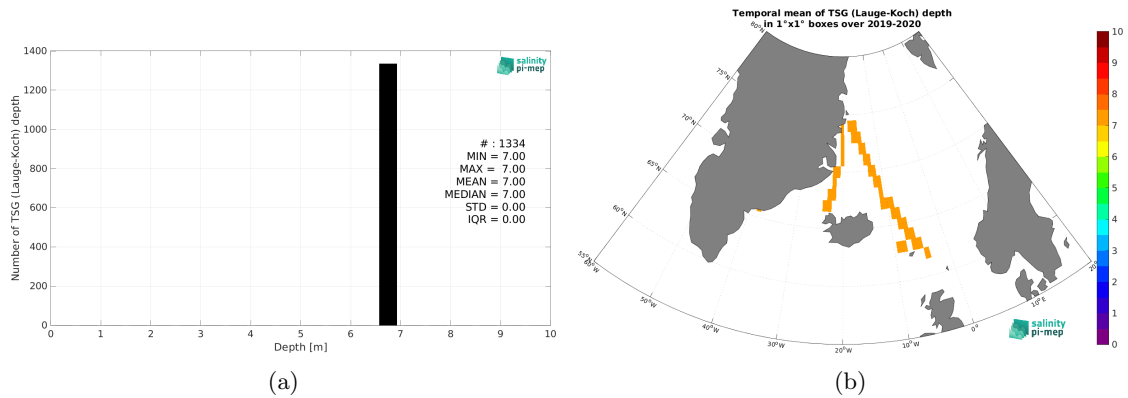 1400
1200
1000
800
600
400
200
0
0 1 2 3 4 5 6 7 8 9 10
Number of TSG (Lauge-Koch) depth
Depth [m]
salinity
pi-mep
# : 1334
MIN = 7.00
MAX = 7.00
MEAN = 7.00
MEDIAN = 7.00
STD = 0.00
IQR = 0.00
(a)
Temporal mean of TSG (Lauge-Koch) depth
in 1°x1° boxes over 2019-2020
80°N
75°N
70°N
65°N
60°N
55°N
60°W
50°W
40°W
30°W
20°W
10°W
0°
10°E
20°
salinity
pi-mep
10
9
8
7
6
5
4
3
2
1
0
(b)